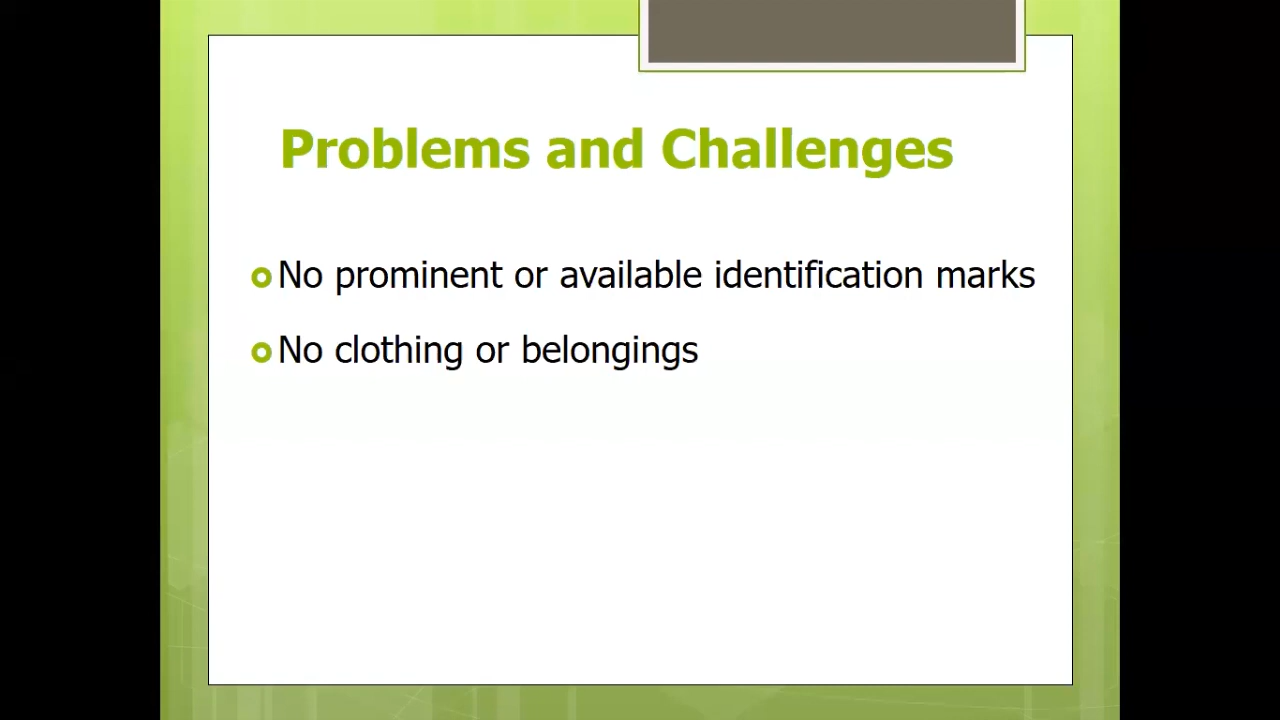 Problems and Challenges
No prominent or available identification marks
No clothing or belongings